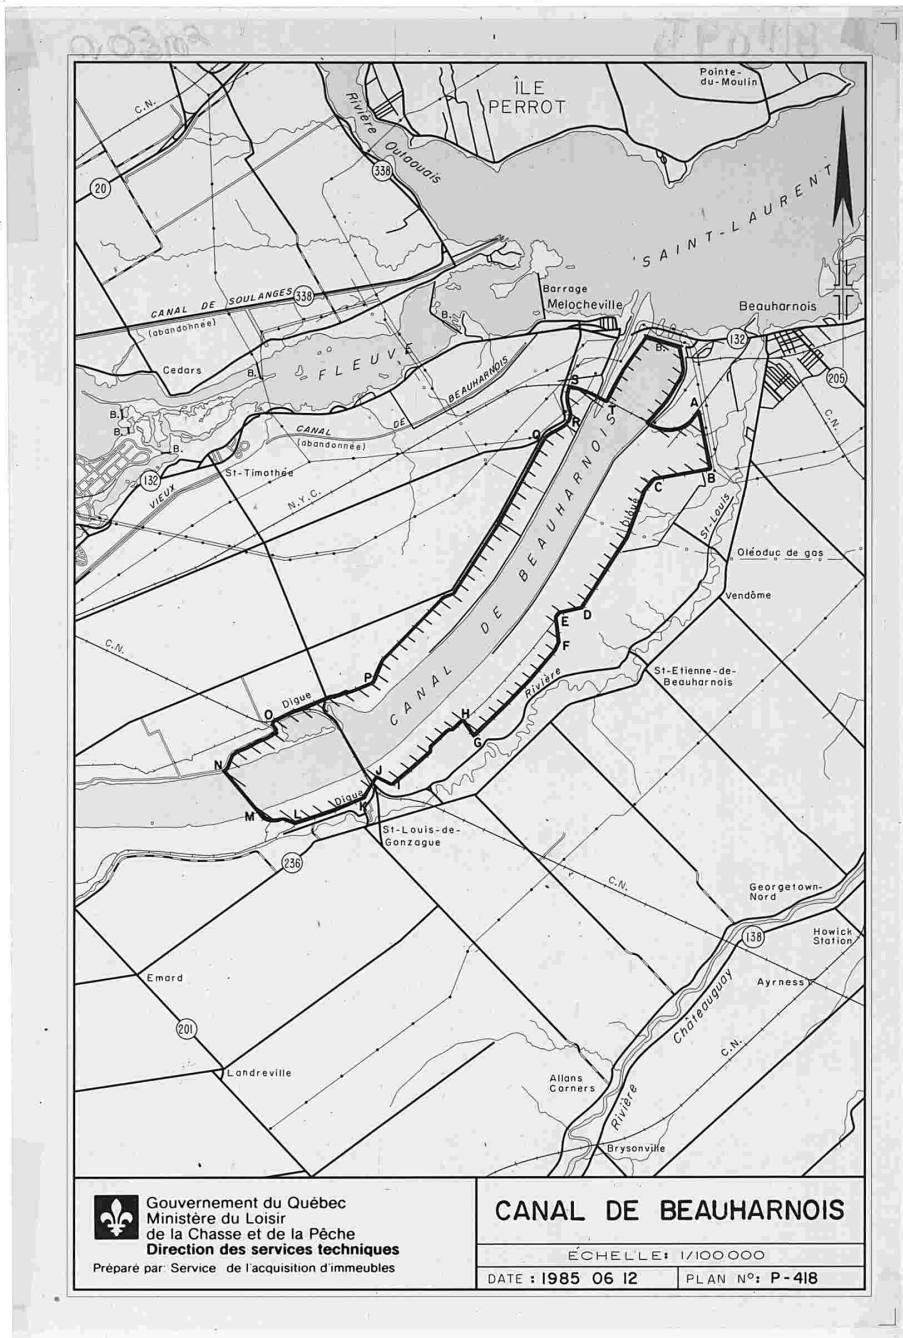 ÎLE
PERROT
Pointe-
du-Moulin
C.N.
Rivière
Outaouais
338
20
SAINT-LAURENT
CANAL DE SOULANGES
(abandonnée)
338
Barrage
Melocheville
Beauharnois
B.
B.
132
FLEUVE
Cedars
B.
205
VIEUX CANAL DE BEAUHARNOIS
(abandonnée)
S
T
A
R
Q
B.
B.
B.
C.N.
St-Timothée
132
N.Y.C.
B
C
Digue
St-Louis
Oléoduc de gas
CANAL DE BEAUHARNOIS
Vendôme
D
E
F
C.N.
St-Etienne-de-
Beauharnois
Rivière
P
Digue
O
H
G
N
J
I
Digue
K
L
M
St-Louis-de-
Gonzague
236
C.N.
Georgetown-
Nord
138
Howick
Station
Emard
Ayrness
Châteauguay
201
C.N.
Landreville
Allans
Corners
Rivière
Brysonville
Gouvernement du Québec
Ministère du Loisir
de la Chasse et de la Pêche
Direction des services techniques
Préparé par: Service de l'acquisition d'immeubles
CANAL DE BEAUHARNOIS
ÉCHELLE: 1/100 000
DATE : 1985 06 12
PLAN Nº: P-418